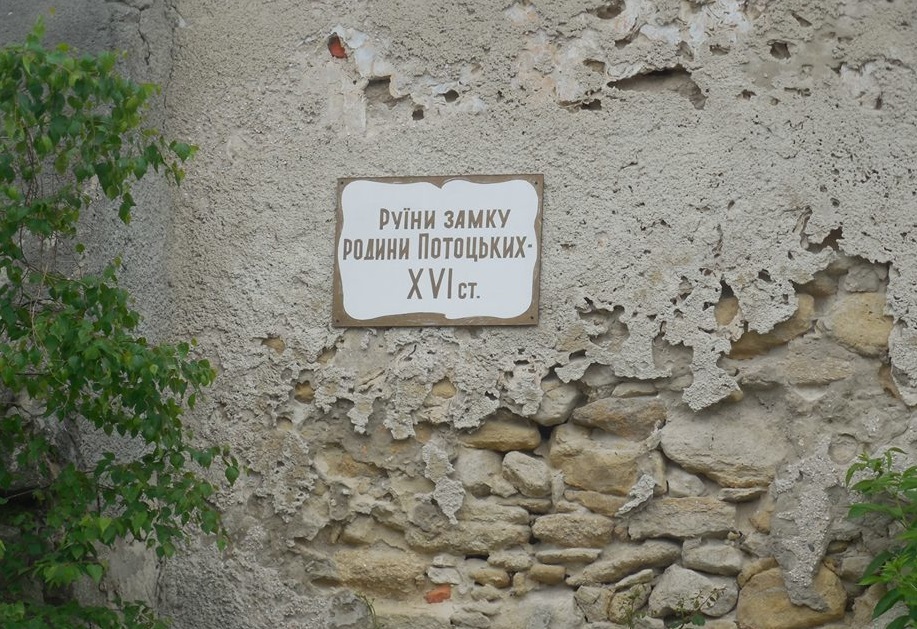 Руїни замку
родини Потоцьких-
XVI ст.